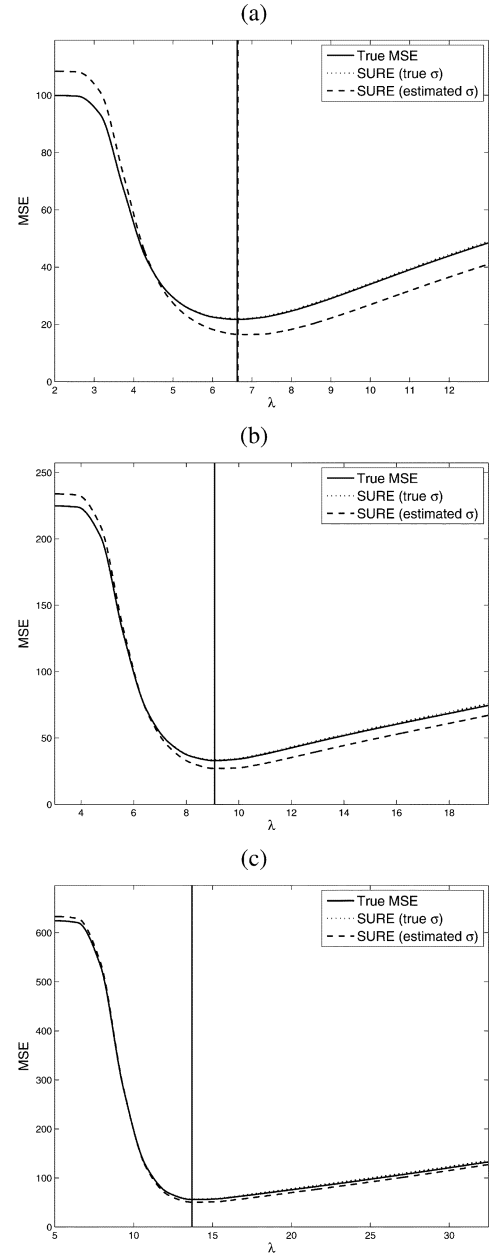 (a)
True MSE
SURE (true σ)
SURE (estimated σ)
100
80
60
40
20
0
MSE
2 3 4 5 6 7 8 9 10 11 12
λ
(b)
True MSE
SURE (true σ)
SURE (estimated σ)
250
200
150
100
50
0
MSE
4 6 8 10 12 14 16 18
λ
(c)
True MSE
SURE (true σ)
SURE (estimated σ)
600
500
400
300
200
100
0
MSE
5 10 15 20 25 30
λ